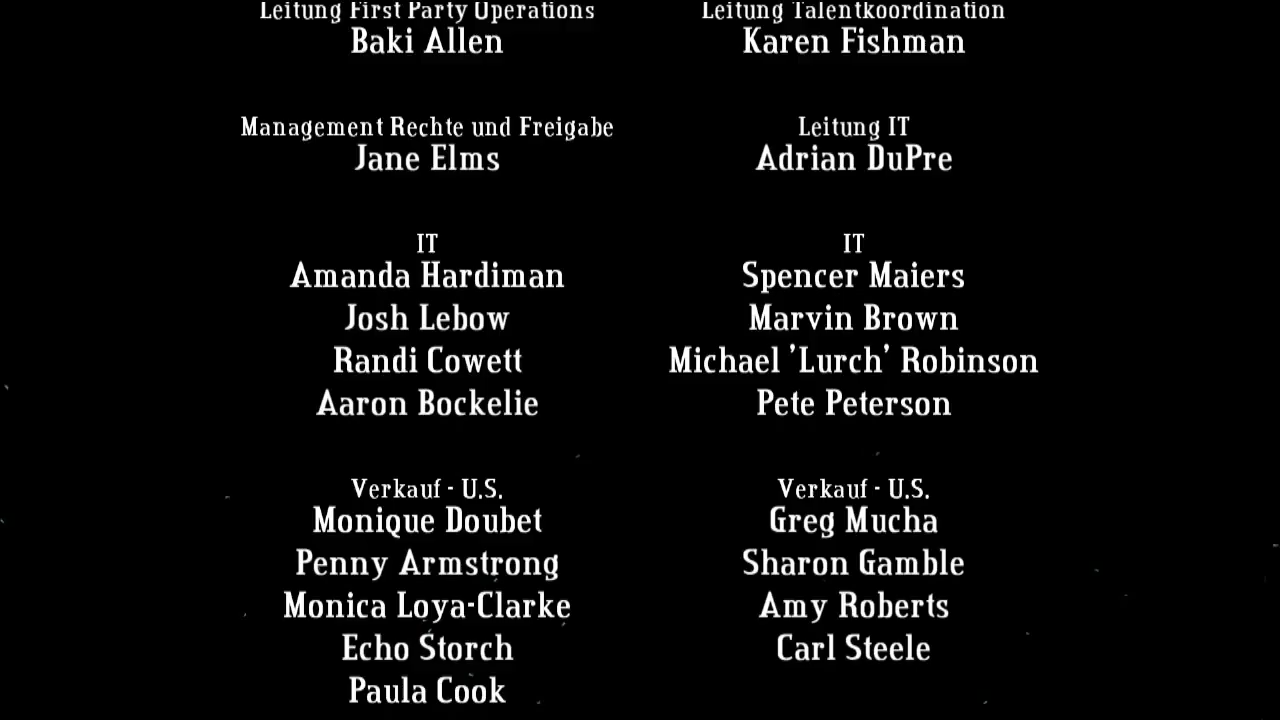 Leitung First Party Operations
Baki Allen
Leitung Talentkoordination
Karen Fishman
Management Rechte und Freigabe
Jane Elms
Leitung IT
Adrian DuPre
IT
Amanda Hardiman
Josh Lebow
Randi Cowett
Aaron Bockelie
IT
Spencer Maiers
Marvin Brown
Michael 'Lurch' Robinson
Pete Peterson
Verkauf - U.S.
Monique Doubet
Penny Armstrong
Monica Loya-Clarke
Echo Storch
Paula Cook
Verkauf - U.S.
Greg Mucha
Sharon Gamble
Amy Roberts
Carl Steele